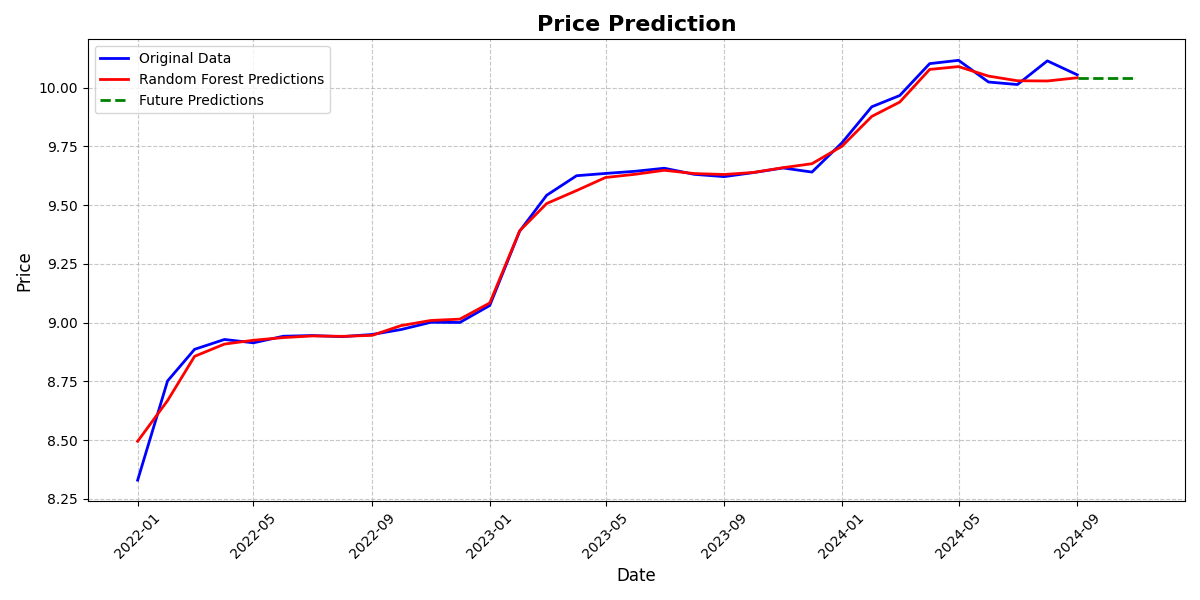 Price Prediction
Original Data
Random Forest Predictions
Future Predictions
Price
10.00
9.75
9.50
9.25
9.00
8.75
8.50
8.25
2022-01
2022-05
2022-09
2023-01
2023-05
2023-09
2024-01
2024-05
2024-09
Date